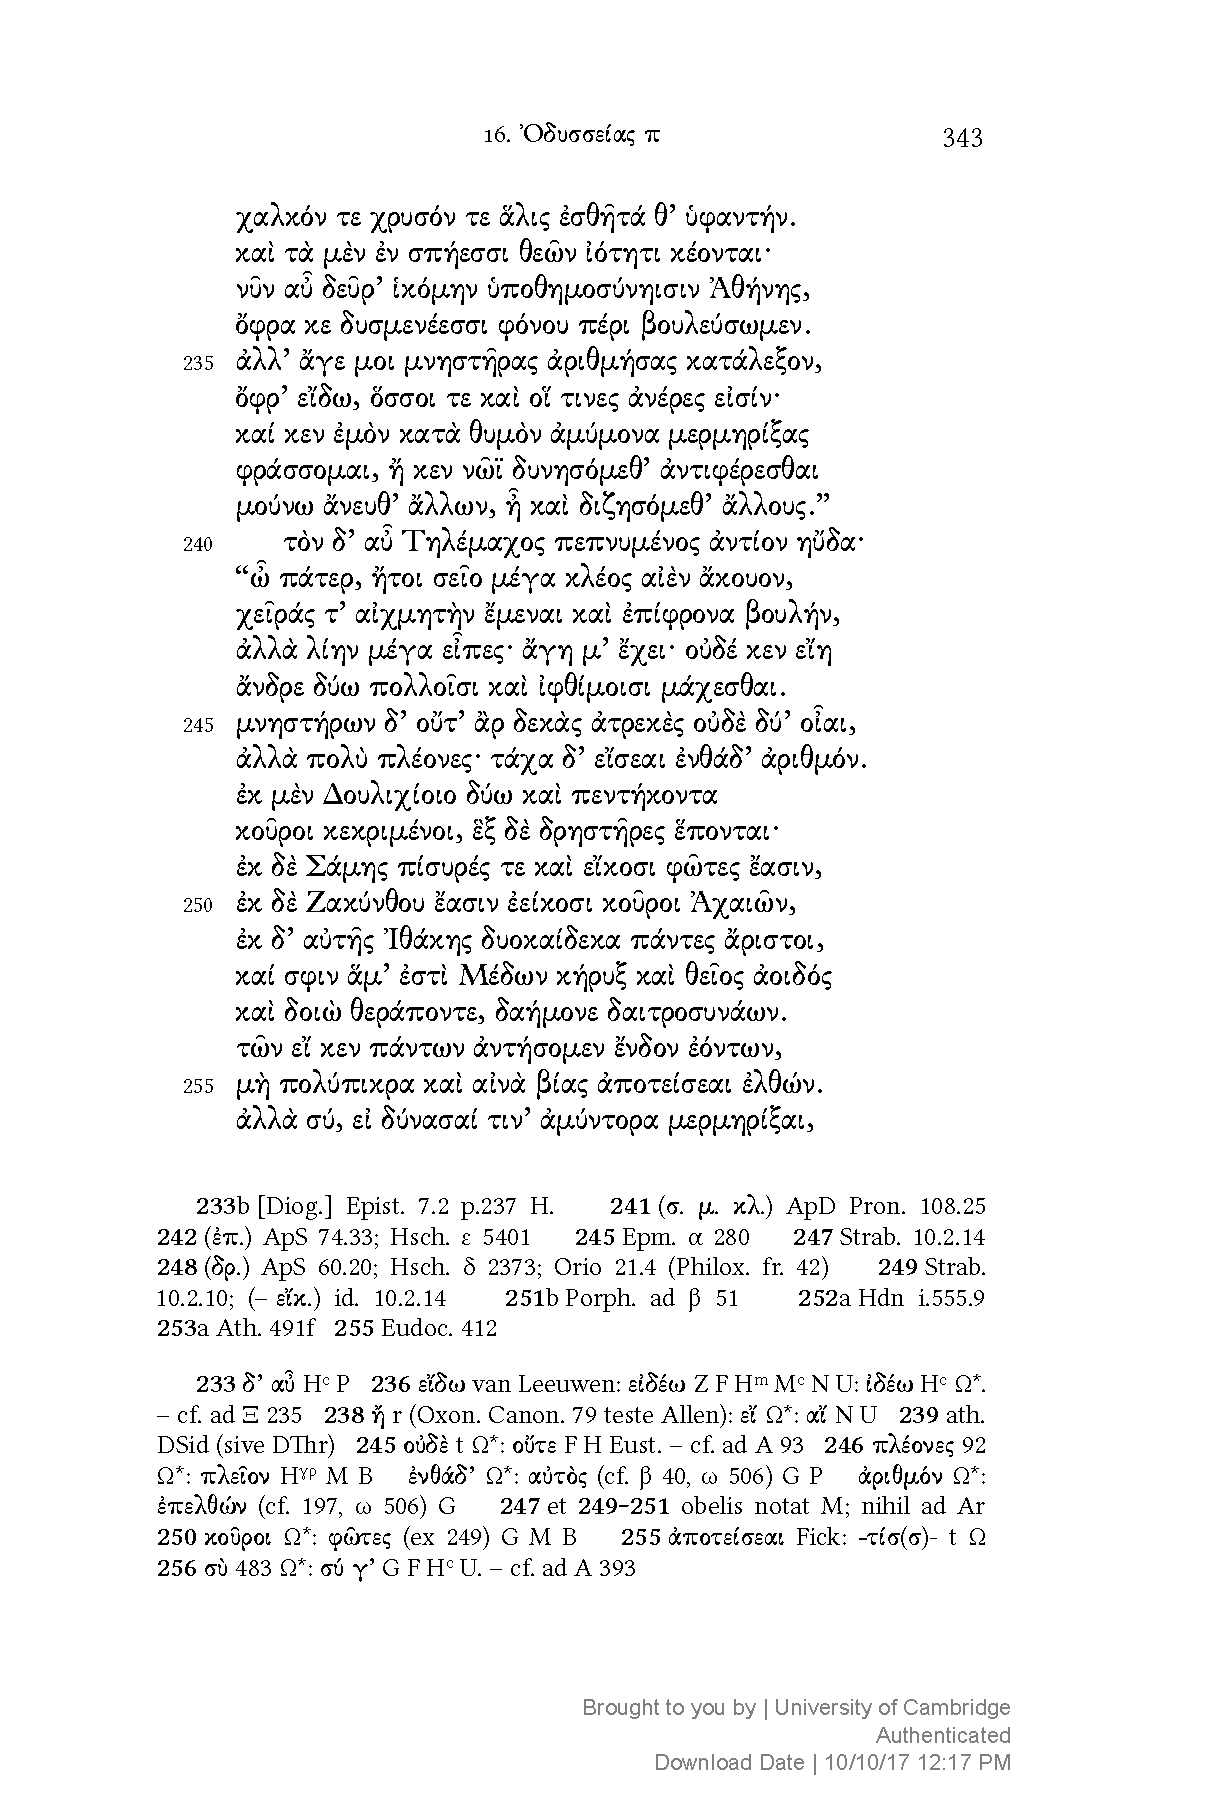 16. Ὀδυσσείας π 343
χαλκόν τε χρυσόν τε ἅλις ἐσθῆτά θ’ ὑφαντήν.
καὶ τὰ μὲν ἐν σπήεσσι θεῶν ἰότητι κέονται·
νῦν αὖ δεῦρ’ ἱκόμην ὑποθημοσύνηισιν Ἀθήνης,
ὄφρα κε δυσμενέεσσι φόνου πέρι βουλεύσωμεν.
235 ἀλλ’ ἄγε μοι μνηστῆρας ἀριθμήσας κατάλεξον,
ὄφρ’ εἴδω, ὅσσοι τε καὶ οἵ τινες ἀνέρες εἰσίν·
καί κεν ἐμὸν κατὰ θυμὸν ἀμύμονα μερμηρίξας
φράσσομαι, ἤ κεν νῶϊ δυνησόμεθ’ ἀντιφέρεσθαι
μούνω ἄνευθ’ ἄλλων, ἦ καὶ διζησόμεθ’ ἄλλους.”
240 τὸν δ’ αὖ Τηλέμαχος πεπνυμένος ἀντίον ηὔδα·
“ὦ πάτερ, ἤτοι σεῖο μέγα κλέος αἰὲν ἄκουον,
χεῖράς τ’ αἰχμητὴν ἔμεναι καὶ ἐπίφρονα βουλήν,
ἀλλὰ λίην μέγα εἶπες· ἄγη μ’ ἔχει· οὐδέ κεν εἴη
ἄνδρε δύω πολλοῖσι καὶ ἰφθίμοισι μάχεσθαι.
245 μνηστήρων δ’ οὔτ’ ἂρ δεκὰς ἀτρεκὲς οὐδὲ δύ’ οἶαι,
ἀλλὰ πολὺ πλέονες· τάχα δ’ εἴσεαι ἐνθάδ’ ἀριθμόν.
ἐκ μὲν Δουλιχίοιο δύω καὶ πεντήκοντα
κοῦροι κεκριμένοι, ἓξ δὲ δρηστῆρες ἕπονται·
ἐκ δὲ Σάμης πίσυρές τε καὶ εἴκοσι φῶτες ἔασιν,
250 ἐκ δὲ Ζακύνθου ἔασιν ἐείκοσι κοῦροι Ἀχαιῶν,
ἐκ δ’ αὐτῆς Ἰθάκης δυοκαίδεκα πάντες ἄριστοι,
καί σφιν ἅμ’ ἐστὶ Μέδων κήρυξ καὶ θεῖος ἀοιδός
καὶ δοιὼ θεράποντε, δαήμονε δαιτροσυνάων.
τῶν εἴ κεν πάντων ἀντήσομεν ἔνδον ἐόντων,
255 μὴ πολύπικρα καὶ αἰνὰ βίας ἀποτείσεαι ἐλθών.
ἀλλὰ σύ, εἰ δύνασαί τιν’ ἀμύντορα μερμηρίξαι,
233b [Diog.] Epist. 7.2 p.237 H. 241 (σ. μ. κλ.) ApD Pron. 108.25
242 (ἐπ.) ApS 74.33; Hsch. ε 5401 245 Epm. α 280 247 Strab. 10.2.14
248 (δρ.) ApS 60.20; Hsch. δ 2373; Orio 21.4 (Philox. fr. 42) 249 Strab.
10.2.10; (– εἴκ.) id. 10.2.14 251b Porph. ad β 51 252a Hdn i.555.9
253a Ath. 491f 255 Eudoc. 412
233 δ’ αὖ Hᶜ P 236 εἴδω van Leeuwen: εἰδέω Z F Hᵐ Mᶜ N U: ἰδέω Hᶜ Ω*.
– cf. ad Ξ 235 238 ἤ r (Oxon. Canon. 79 teste Allen): εἴ Ω*: αἴ N U 239 ath.
DSid (sive DThr) 245 οὐδὲ t Ω*: οὔτε F H Eust. – cf. ad A 93 246 πλέονες 92
Ω*: πλεῖον Hᵞᵖ M B ἐνθάδ’ Ω*: αὐτὸς (cf. β 40, ω 506) G P ἀριθμόν Ω*:
ἐπελθών (cf. 197, ω 506) G 247 et 249–251 obelis notat M; nihil ad Ar
250 κοῦροι Ω*: φῶτες (ex 249) G M B 255 ἀποτείσεαι Fick: -τίσ(σ)- t Ω
256 σὺ 483 Ω*: σύ γ’ G F Hᶜ U. – cf. ad A 393
Brought to you by | University of Cambridge
Authenticated
Download Date | 10/10/17 12:17 PM